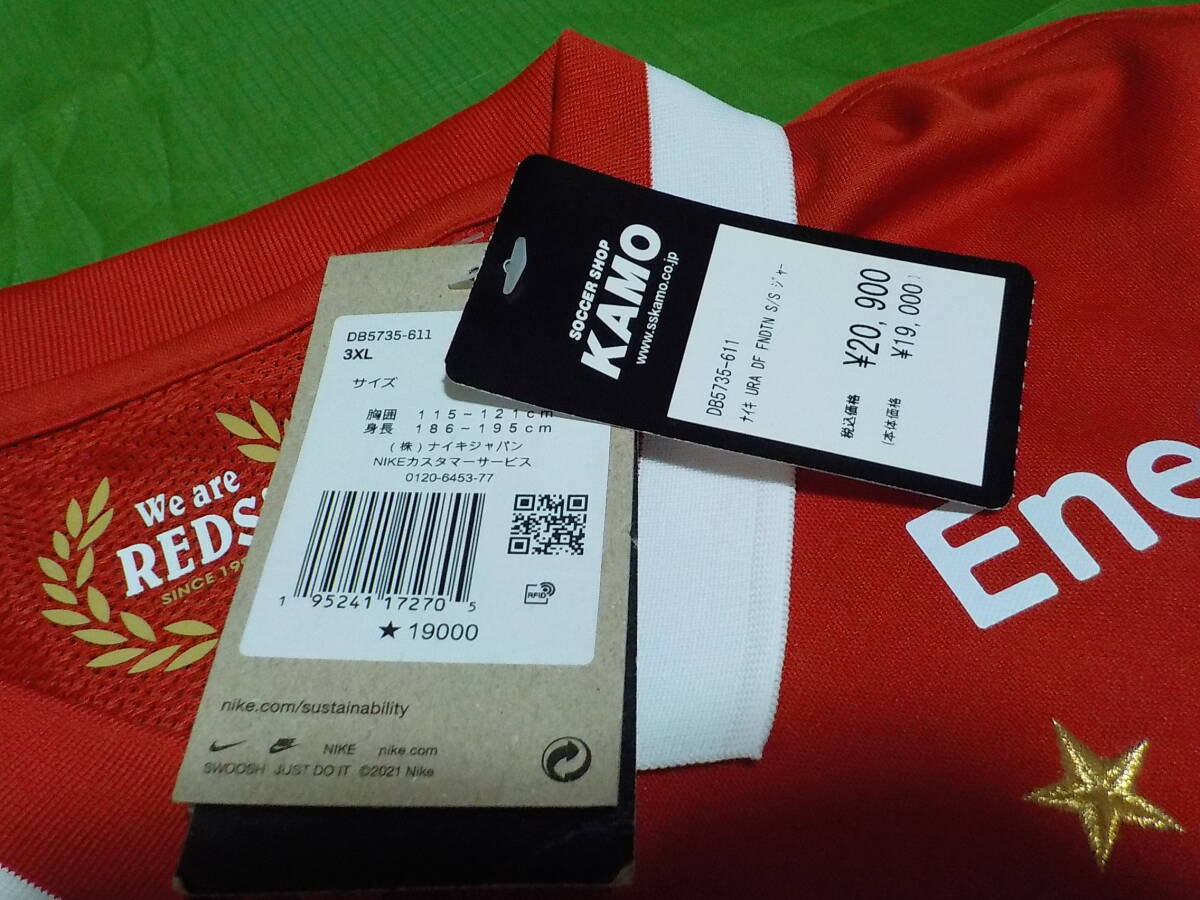 SOCCER SHOP
KAMO
www.sskamo.co.jp
DB5735-611
ナイキ URA DF FNDTN S/S ジャー
税込価格 ¥20,900
(本体価格 ¥19,000)
DB5735-611
3XL
サイズ
胸囲 115~121cm
身長 186~195cm
(株)ナイキジャパン
NIKEカスタマーサービス
0120-6453-77
RFID
1 95241 17270 5
★19000
nike.com/sustainability
NIKE nike.com
SWOOSH JUST DO IT ©2021 Nike
We are
REDS
SINCE 199
Ene